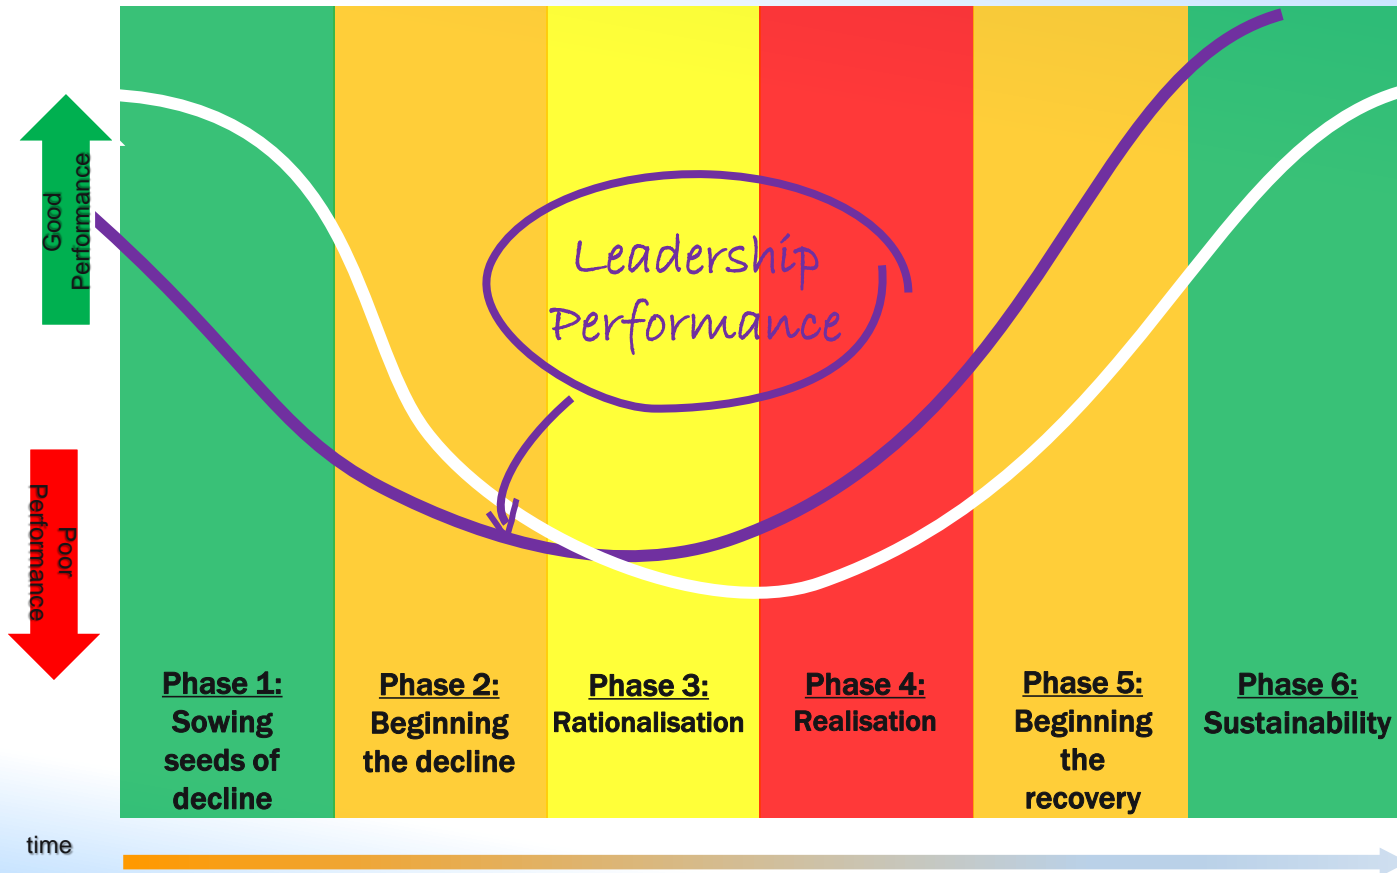 Good
Performance
Poor
Performance
Leadership
Performance
Phase 1:
Sowing
seeds of
decline
Phase 2:
Beginning
the decline
Phase 3:
Rationalisation
Phase 4:
Realisation
Phase 5:
Beginning
the
recovery
Phase 6:
Sustainability
time